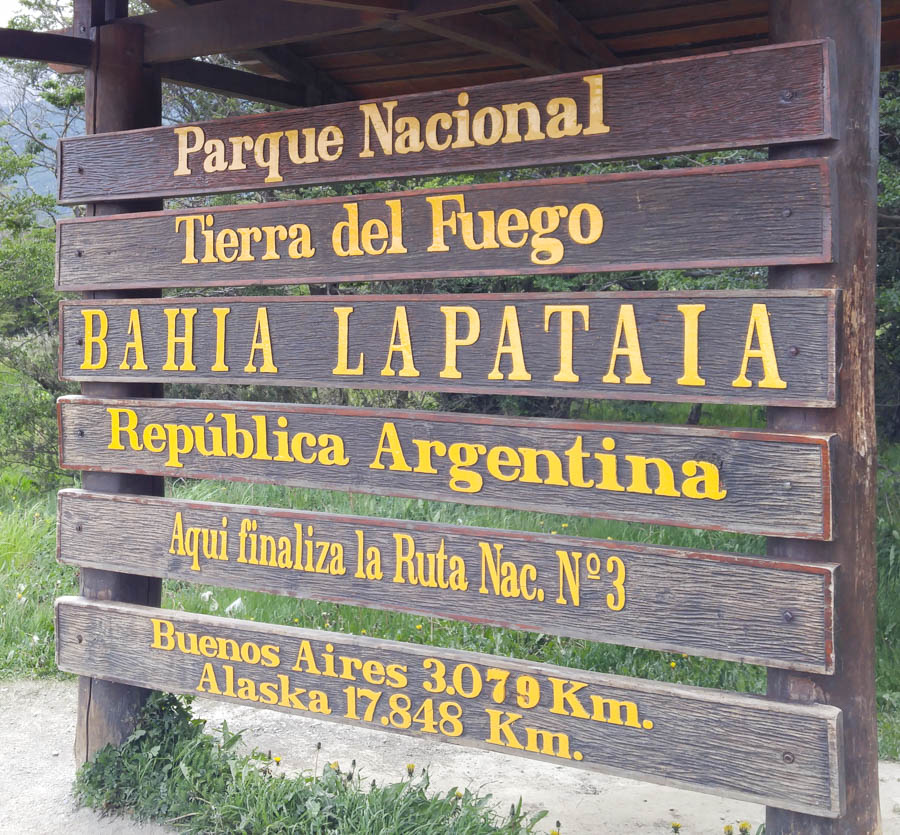 Parque Nacional
Tierra del Fuego
BAHIA LAPATAIA
República Argentina
Aqui finaliza la Ruta Nac. Nº3
Buenos Aires 3.079 Km.
Alaska 17.848 Km.